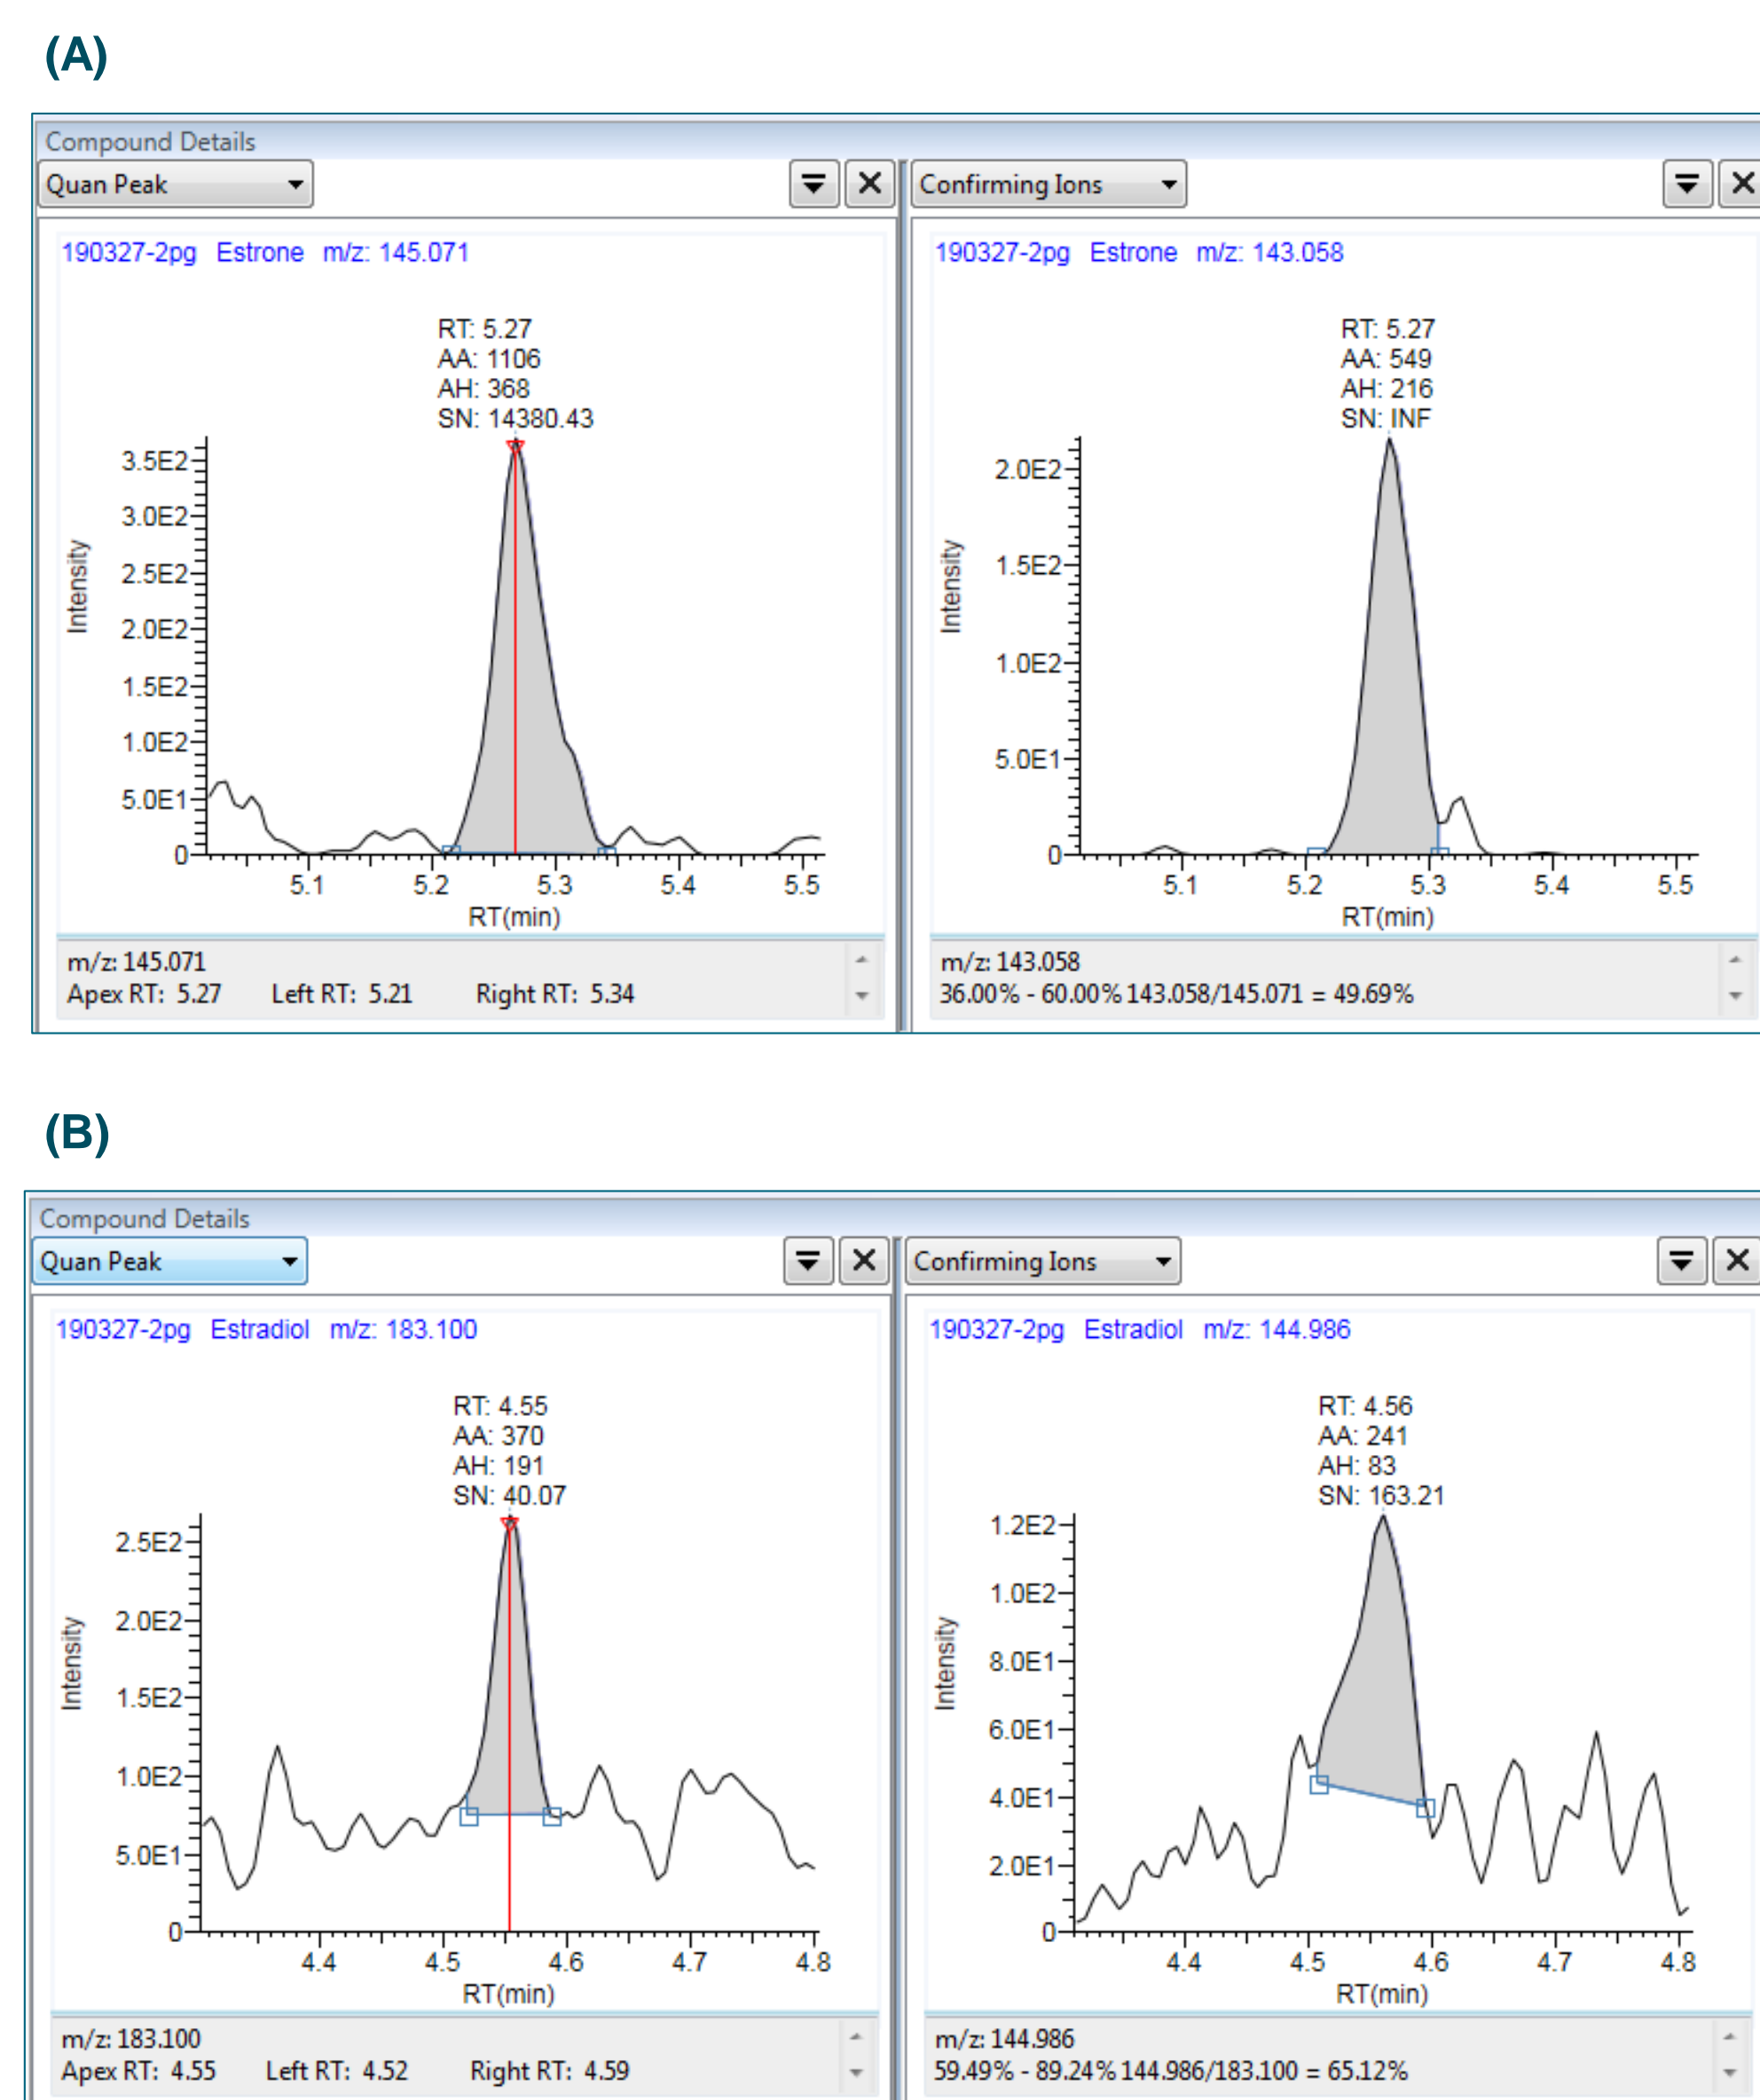 (A)
Compound Details
Quan Peak
Confirming Ions
190327-2pg Estrone m/z: 145.071
RT: 5.27
AA: 1106
AH: 368
SN: 14380.43
3.5E2
3.0E2
2.5E2
2.0E2
1.5E2
1.0E2
5.0E1
0
Intensity
5.1 5.2 5.3 5.4 5.5
RT(min)
m/z: 145.071
Apex RT: 5.27 Left RT: 5.21 Right RT: 5.34
190327-2pg Estrone m/z: 143.058
RT: 5.27
AA: 549
AH: 216
SN: INF
2.0E2
1.5E2
1.0E2
5.0E1
0
Intensity
5.1 5.2 5.3 5.4 5.5
RT(min)
m/z: 143.058
36.00% - 60.00% 143.058/145.071 = 49.69%
(B)
Compound Details
Quan Peak
Confirming Ions
190327-2pg Estradiol m/z: 183.100
RT: 4.55
AA: 370
AH: 191
SN: 40.07
2.5E2
2.0E2
1.5E2
1.0E2
5.0E1
0
Intensity
4.4 4.5 4.6 4.7 4.8
RT(min)
m/z: 183.100
Apex RT: 4.55 Left RT: 4.52 Right RT: 4.59
190327-2pg Estradiol m/z: 144.986
RT: 4.56
AA: 241
AH: 83
SN: 163.21
1.2E2
1.0E2
8.0E1
6.0E1
4.0E1
2.0E1
0
Intensity
4.4 4.5 4.6 4.7 4.8
RT(min)
m/z: 144.986
59.49% - 89.24% 144.986/183.100 = 65.12%